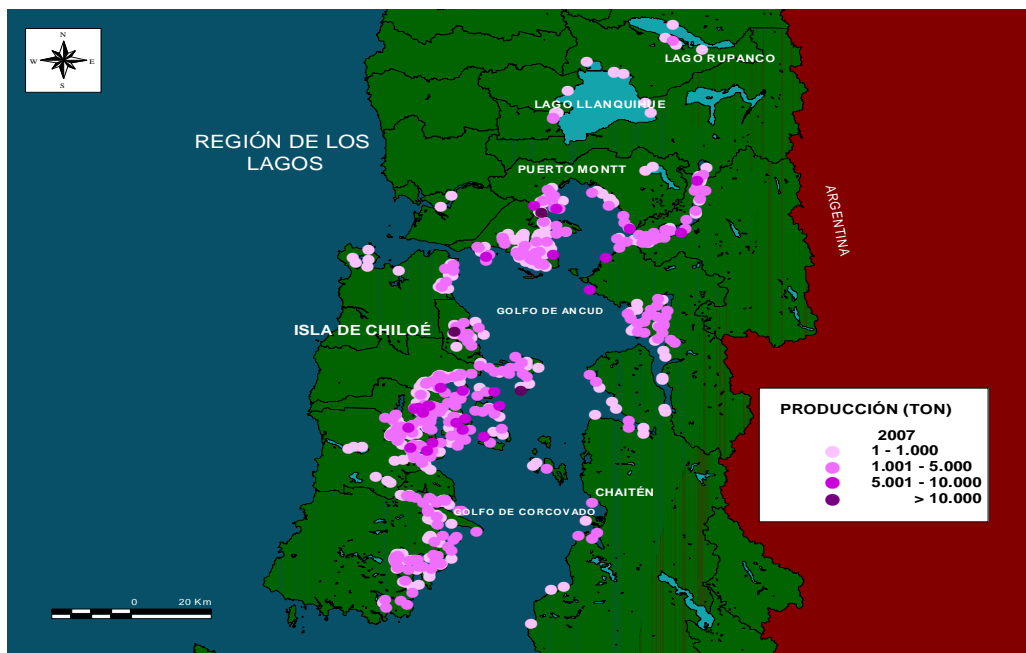 N
W E
S
LAGO RUPANCO
LAGO LLANQUIHUE
REGIÓN DE LOS
LAGOS
PUERTO MONTT
ARGENTINA
GOLFO DE ANCUD
ISLA DE CHILOÉ
PRODUCCIÓN (TON)
2007
1 - 1.000
1.001 - 5.000
5.001 - 10.000
> 10.000
CHAITÉN
GOLFO DE CORCOVADO
0 20 Km